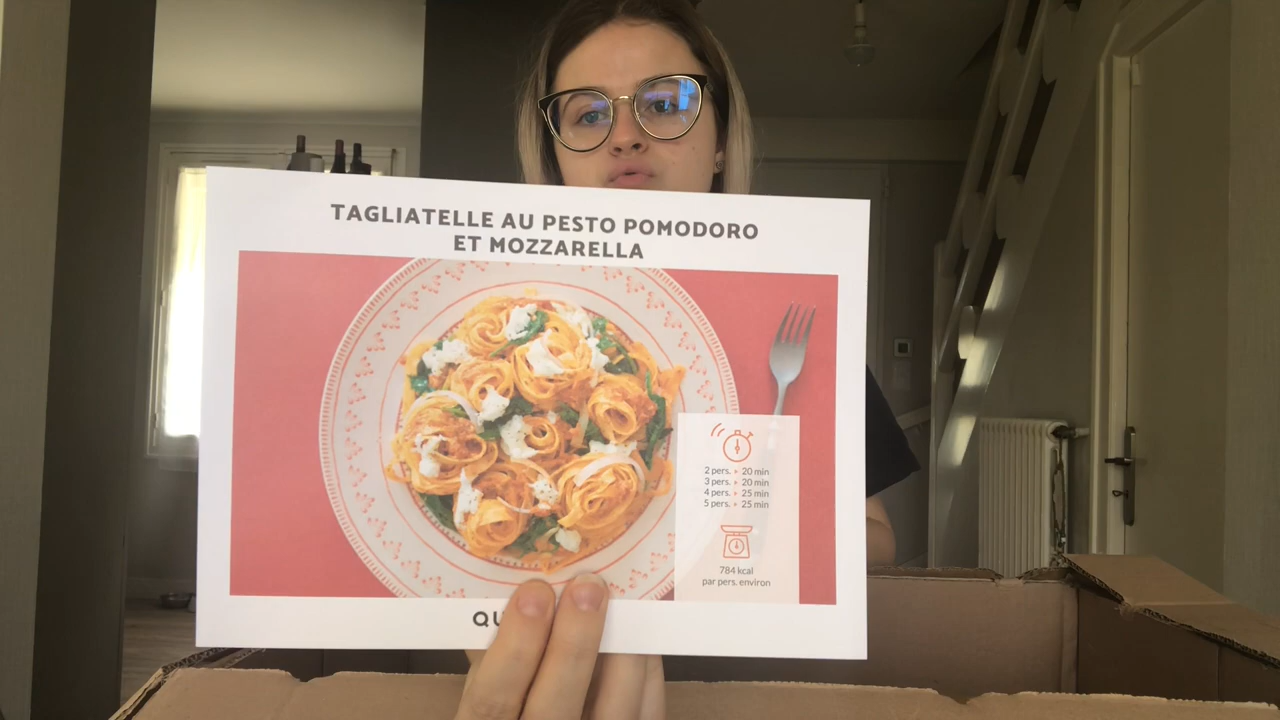 TAGLIATELLE AU PESTO POMODORO
ET MOZZARELLA
2 pers. ▸ 20 min
3 pers. ▸ 20 min
4 pers. ▸ 25 min
5 pers. ▸ 25 min
784 kcal
par pers. environ